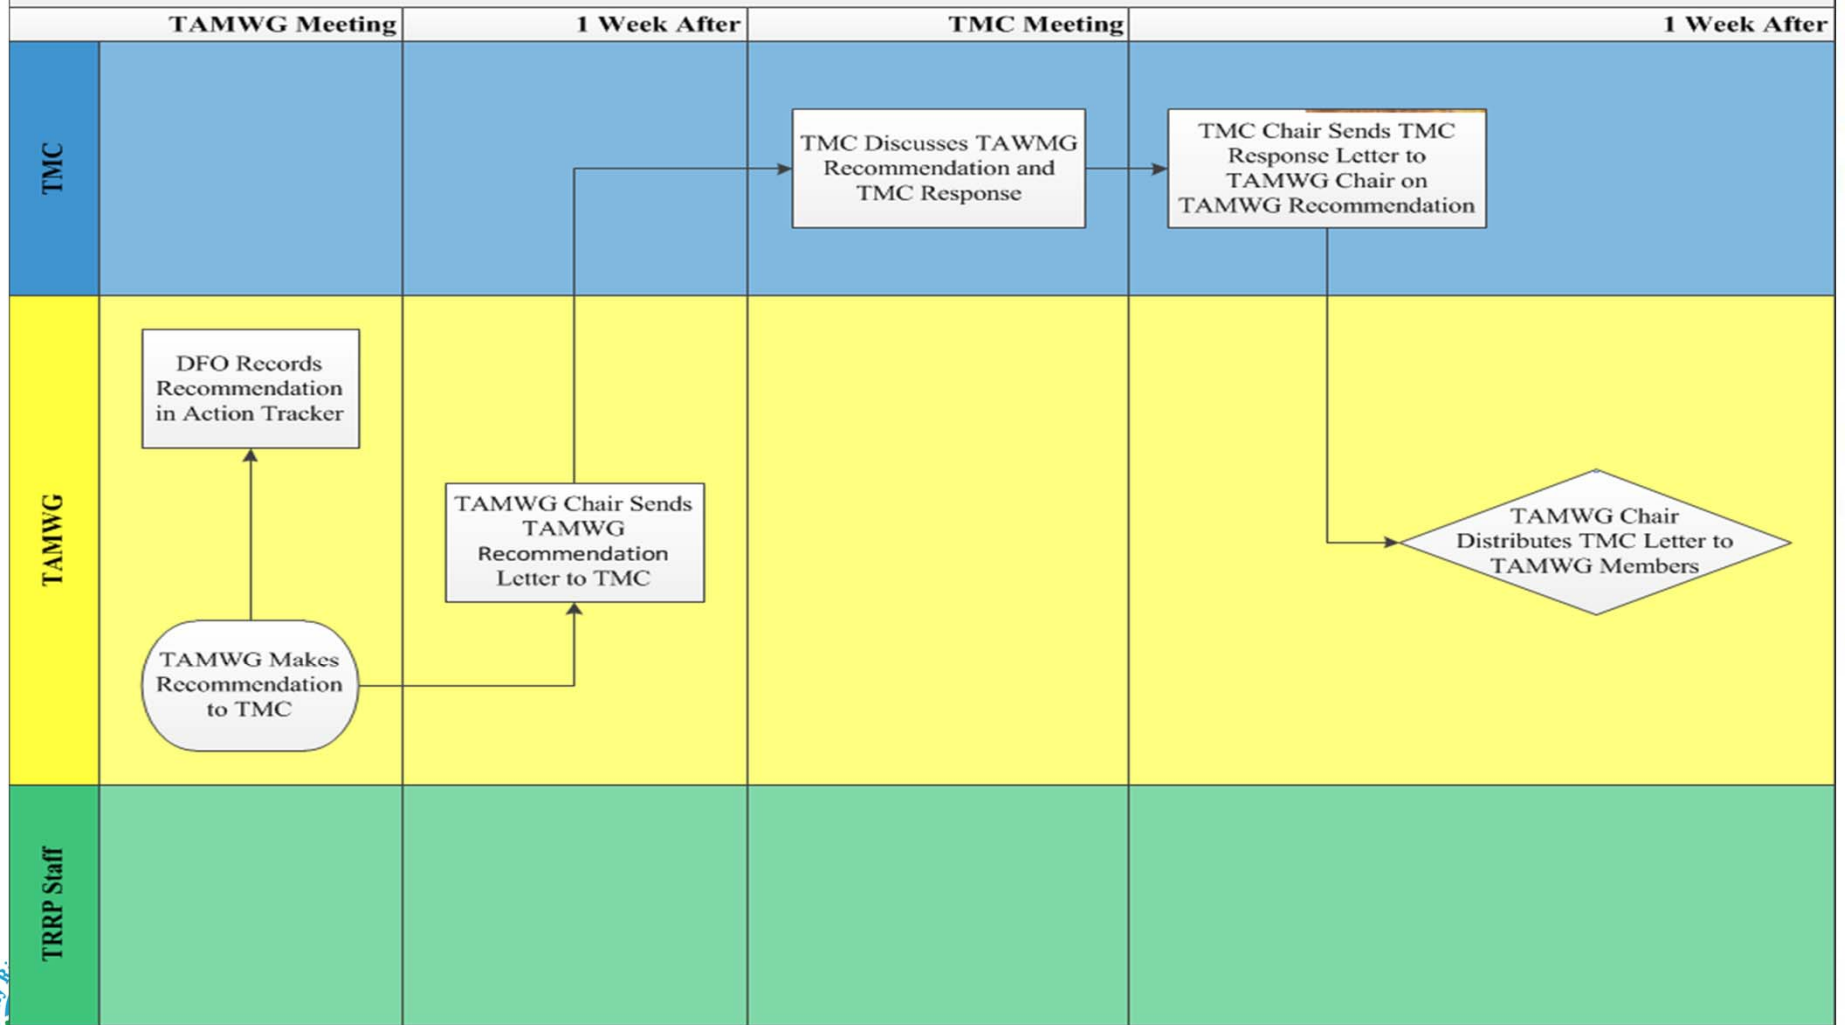 TAMWG Meeting
1 Week After
TMC Meeting
1 Week After
TMC
TMC Discusses TAWMG
Recommendation and
TMC Response
TMC Chair Sends TMC
Response Letter to
TAMWG Chair on
TAMWG Recommendation
TAMWG
DFO Records
Recommendation
in Action Tracker
TAMWG Makes
Recommendation
to TMC
TAMWG Chair Sends
TAMWG
Recommendation
Letter to TMC
TAMWG Chair
Distributes TMC Letter to
TAMWG Members
TRRP Staff